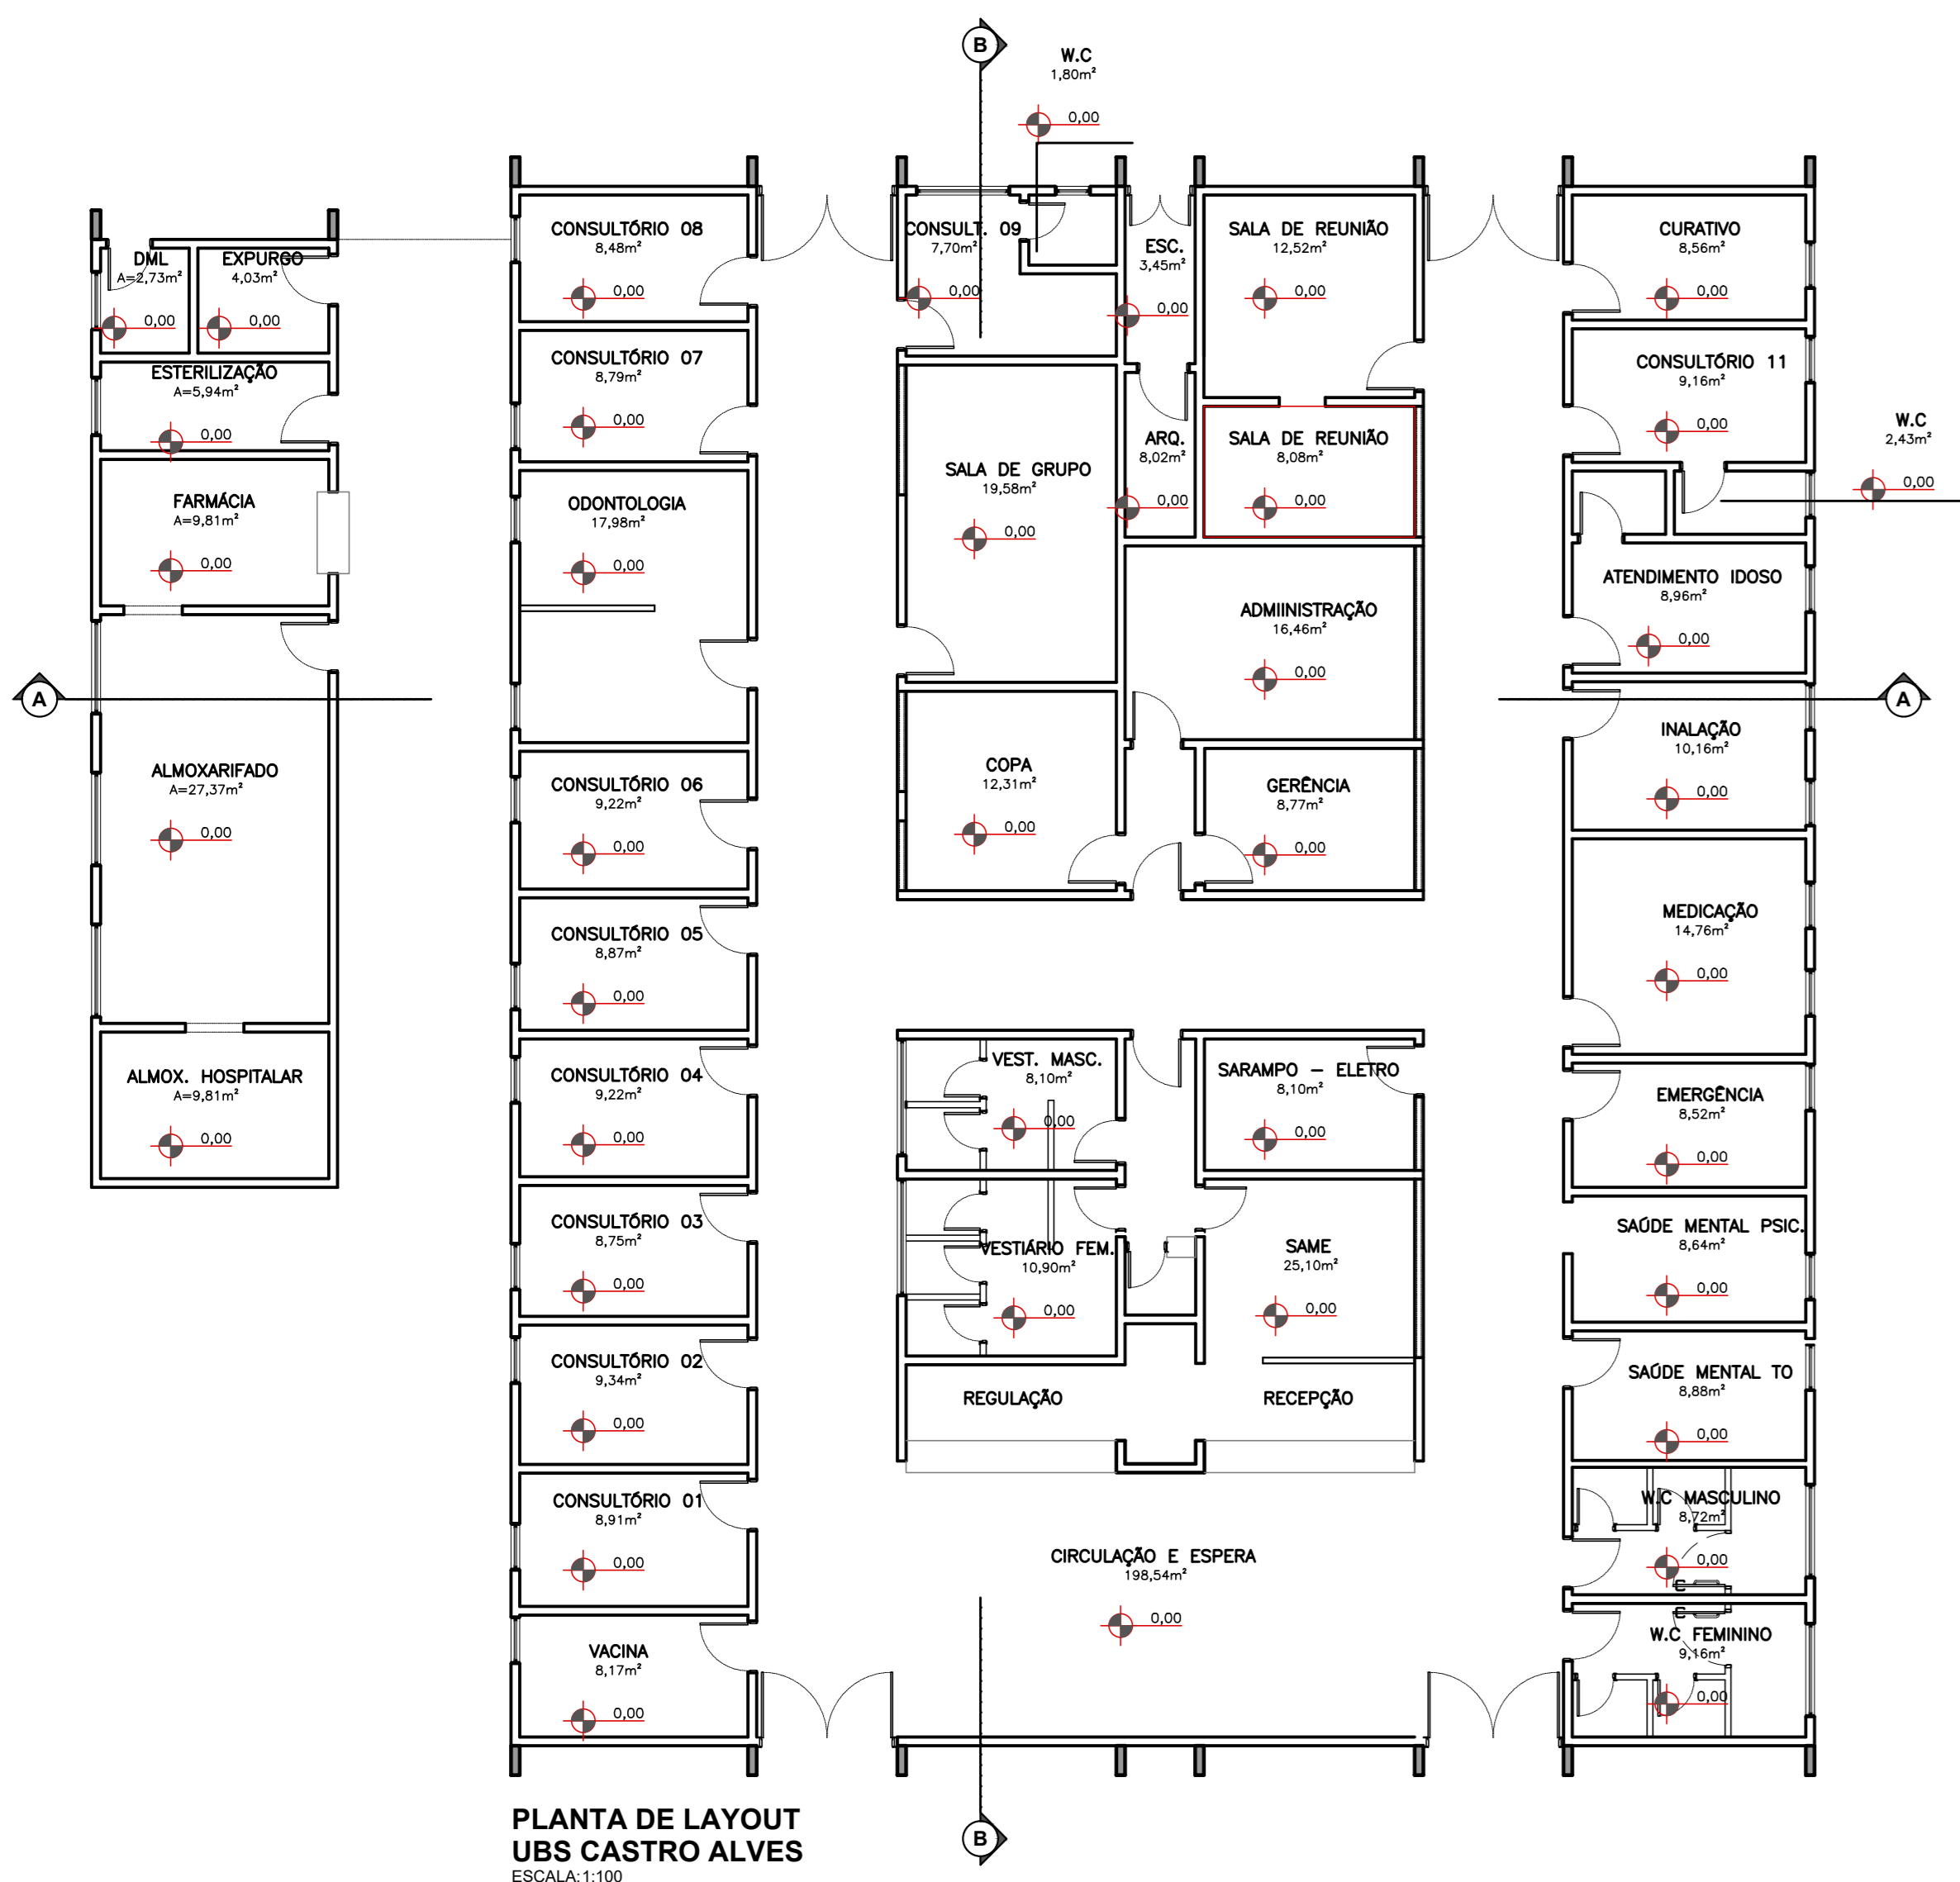 B
W.C
1,80m²
0,00
CONSULTÓRIO 08
8,48m²
0,00
CONSULT. 09
7,70m²
0,00
ESC.
3,45m²
0,00
SALA DE REUNIÃO
12,52m²
0,00
CURATIVO
8,56m²
0,00
DML
A=2,73m²
0,00
EXPURGO
4,03m²
0,00
ESTERILIZAÇÃO
A=5,94m²
0,00
CONSULTÓRIO 07
8,79m²
0,00
CONSULTÓRIO 11
9,16m²
0,00
W.C
2,43m²
0,00
SALA DE GRUPO
19,58m²
0,00
ARQ.
8,02m²
0,00
SALA DE REUNIÃO
8,08m²
0,00
FARMÁCIA
A=9,81m²
0,00
ODONTOLOGIA
17,98m²
0,00
ATENDIMENTO IDOSO
8,96m²
0,00
ADMIINISTRAÇÃO
16,46m²
0,00
A
A
INALAÇÃO
10,16m²
0,00
ALMOXARIFADO
A=27,37m²
0,00
CONSULTÓRIO 06
9,22m²
0,00
COPA
12,31m²
0,00
GERÊNCIA
8,77m²
0,00
MEDICAÇÃO
14,76m²
0,00
CONSULTÓRIO 05
8,87m²
0,00
ALMOX. HOSPITALAR
A=9,81m²
0,00
CONSULTÓRIO 04
9,22m²
0,00
VEST. MASC.
8,10m²
0,00
SARAMPO - ELETRO
8,10m²
0,00
EMERGÊNCIA
8,52m²
0,00
CONSULTÓRIO 03
8,75m²
0,00
VESTIÁRIO FEM.
10,90m²
0,00
SAME
25,10m²
0,00
SAÚDE MENTAL PSIC.
8,64m²
0,00
CONSULTÓRIO 02
9,34m²
0,00
REGULAÇÃO
RECEPÇÃO
SAÚDE MENTAL TO
8,88m²
0,00
CONSULTÓRIO 01
8,91m²
0,00
W.C MASCULINO
8,72m²
0,00
CIRCULAÇÃO E ESPERA
198,54m²
0,00
VACINA
8,17m²
0,00
W.C FEMININO
9,16m²
0,00
B
PLANTA DE LAYOUT
UBS CASTRO ALVES
ESCALA:1:100